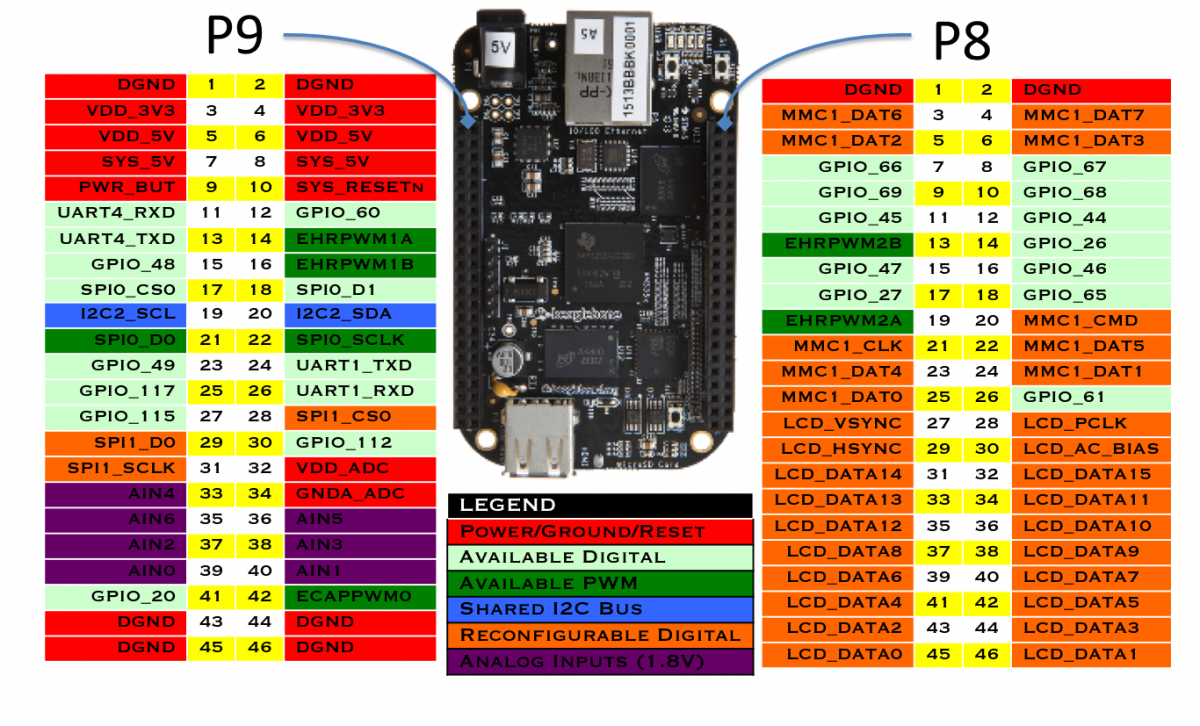 P9
P8
DGND 1 2 DGND
VDD_3V3 3 4 VDD_3V3
VDD_5V 5 6 VDD_5V
SYS_5V 7 8 SYS_5V
PWR_BUT 9 10 SYS_RESETN
UART4_RXD 11 12 GPIO_60
UART4_TXD 13 14 EHRPWM1A
GPIO_48 15 16 EHRPWM1B
SPI0_CS0 17 18 SPI0_D1
I2C2_SCL 19 20 I2C2_SDA
SPI0_D0 21 22 SPI0_SCLK
GPIO_49 23 24 UART1_TXD
GPIO_117 25 26 UART1_RXD
GPIO_115 27 28 SPI1_CS0
SPI1_D0 29 30 GPIO_112
SPI1_SCLK 31 32 VDD_ADC
AIN4 33 34 GNDA_ADC
AIN6 35 36 AIN5
AIN2 37 38 AIN3
AIN0 39 40 AIN1
GPIO_20 41 42 ECAPPWM0
DGND 43 44 DGND
DGND 45 46 DGND
5V
A5
1513BBBK0001
10/100 Ethernet
beaglebone
MicroSD Card
LEGEND
POWER/GROUND/RESET
AVAILABLE DIGITAL
AVAILABLE PWM
SHARED I2C BUS
RECONFIGURABLE DIGITAL
ANALOG INPUTS (1.8V)
DGND 1 2 DGND
MMC1_DAT6 3 4 MMC1_DAT7
MMC1_DAT2 5 6 MMC1_DAT3
GPIO_66 7 8 GPIO_67
GPIO_69 9 10 GPIO_68
GPIO_45 11 12 GPIO_44
EHRPWM2B 13 14 GPIO_26
GPIO_47 15 16 GPIO_46
GPIO_27 17 18 GPIO_65
EHRPWM2A 19 20 MMC1_CMD
MMC1_CLK 21 22 MMC1_DAT5
MMC1_DAT4 23 24 MMC1_DAT1
MMC1_DAT0 25 26 GPIO_61
LCD_VSYNC 27 28 LCD_PCLK
LCD_HSYNC 29 30 LCD_AC_BIAS
LCD_DATA14 31 32 LCD_DATA15
LCD_DATA13 33 34 LCD_DATA11
LCD_DATA12 35 36 LCD_DATA10
LCD_DATA8 37 38 LCD_DATA9
LCD_DATA6 39 40 LCD_DATA7
LCD_DATA4 41 42 LCD_DATA5
LCD_DATA2 43 44 LCD_DATA3
LCD_DATA0 45 46 LCD_DATA1